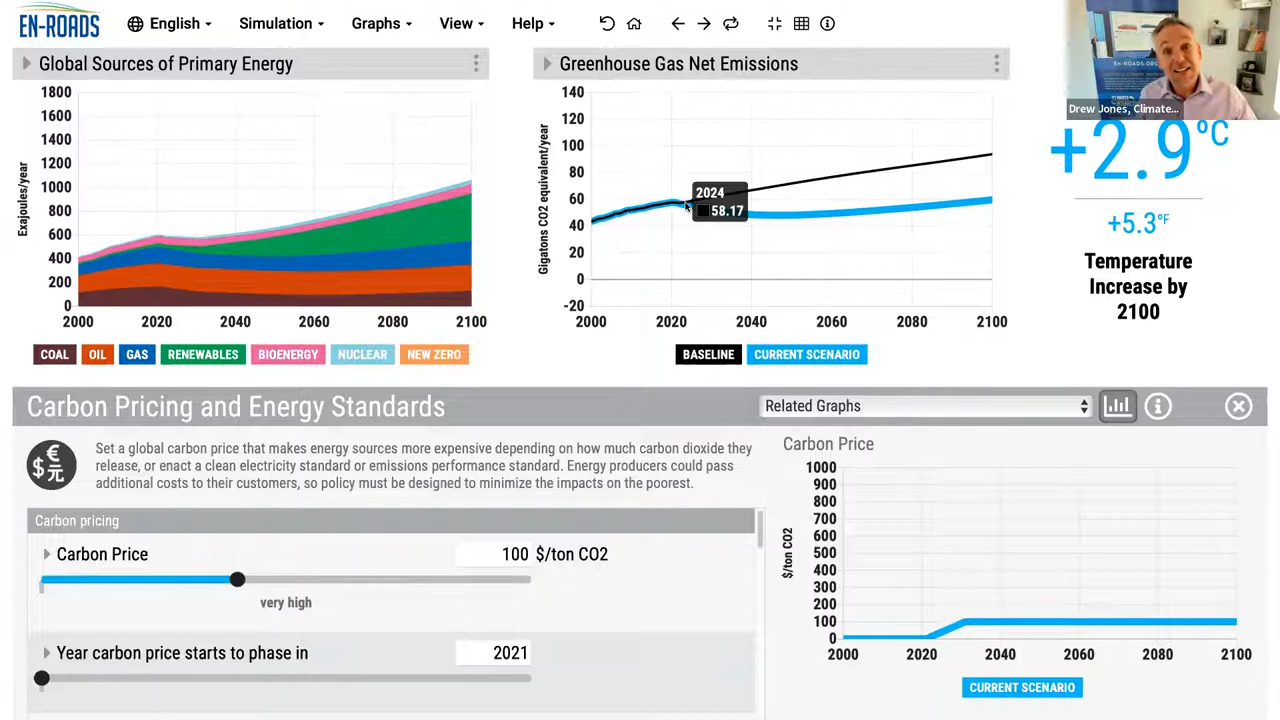 EN-ROADS
English
Simulation
Graphs
View
Help
Drew Jones, Climate...
Global Sources of Primary Energy
1800
1600
1400
1200
1000
800
600
400
200
0
Exajoules/year
2000 2020 2040 2060 2080 2100
COAL OIL GAS RENEWABLES BIOENERGY NUCLEAR NEW ZERO
Greenhouse Gas Net Emissions
140
120
100
80
60
40
20
0
-20
Gigatons CO2 equivalent/year
2024
58.17
2000 2020 2040 2060 2080 2100
BASELINE CURRENT SCENARIO
+2.9°C
+5.3°F
Temperature
Increase by
2100
Carbon Pricing and Energy Standards
Related Graphs
$ € 元
Set a global carbon price that makes energy sources more expensive depending on how much carbon dioxide they
release, or enact a clean electricity standard or emissions performance standard. Energy producers could pass
additional costs to their customers, so policy must be designed to minimize the impacts on the poorest.
Carbon pricing
Carbon Price 100 $/ton CO2
very high
Year carbon price starts to phase in 2021
Carbon Price
1000
900
800
700
600
500
400
300
200
100
0
$/ton CO2
2000 2020 2040 2060 2080 2100
CURRENT SCENARIO